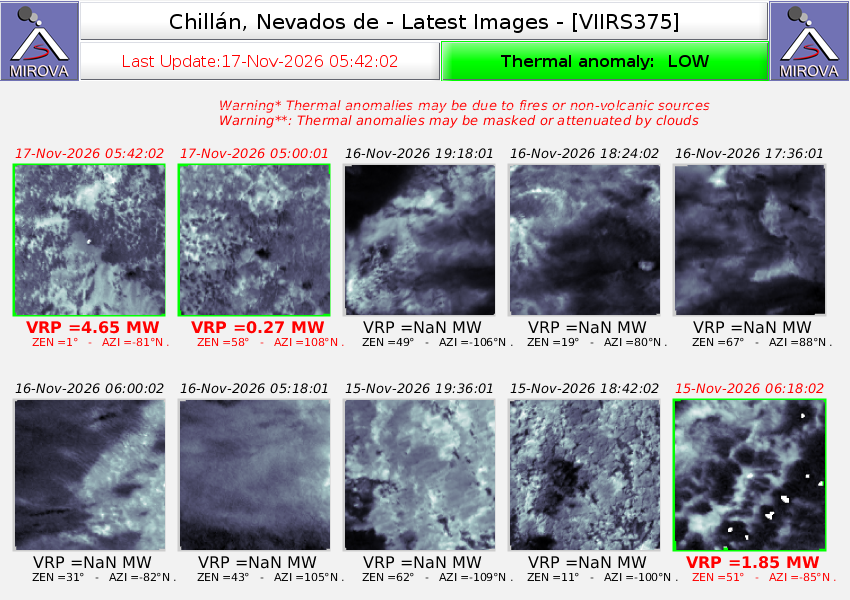 Chillán, Nevados de - Latest Images - [VIIRS375]
MIROVA
Last Update:17-Nov-2026 05:42:02
Thermal anomaly: LOW
MIROVA
Warning* Thermal anomalies may be due to fires or non-volcanic sources
Warning**: Thermal anomalies may be masked or attenuated by clouds
17-Nov-2026 05:42:02
17-Nov-2026 05:00:01
16-Nov-2026 19:18:01
16-Nov-2026 18:24:02
16-Nov-2026 17:36:01
VRP =4.65 MW
VRP =0.27 MW
VRP =NaN MW
VRP =NaN MW
VRP =NaN MW
ZEN =1° - AZI =-81°N .
ZEN =58° - AZI =108°N .
ZEN =49° - AZI =-106°N .
ZEN =19° - AZI =80°N .
ZEN =67° - AZI =88°N .
16-Nov-2026 06:00:02
16-Nov-2026 05:18:01
15-Nov-2026 19:36:01
15-Nov-2026 18:42:02
15-Nov-2026 06:18:02
VRP =NaN MW
VRP =NaN MW
VRP =NaN MW
VRP =NaN MW
VRP =1.85 MW
ZEN =31° - AZI =-82°N .
ZEN =43° - AZI =105°N .
ZEN =62° - AZI =-109°N .
ZEN =11° - AZI =-100°N .
ZEN =51° - AZI =-85°N .